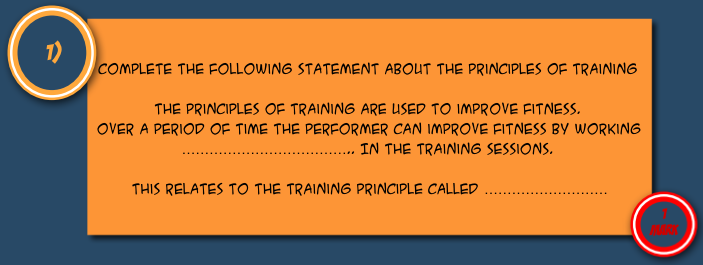 1)
COMPLETE THE FOLLOWING STATEMENT ABOUT THE PRINCIPLES OF TRAINING
THE PRINCIPLES OF TRAINING ARE USED TO IMPROVE FITNESS.
OVER A PERIOD OF TIME THE PERFORMER CAN IMPROVE FITNESS BY WORKING
……………………………….. IN THE TRAINING SESSIONS.
THIS RELATES TO THE TRAINING PRINCIPLE CALLED ………………………
1
MARK